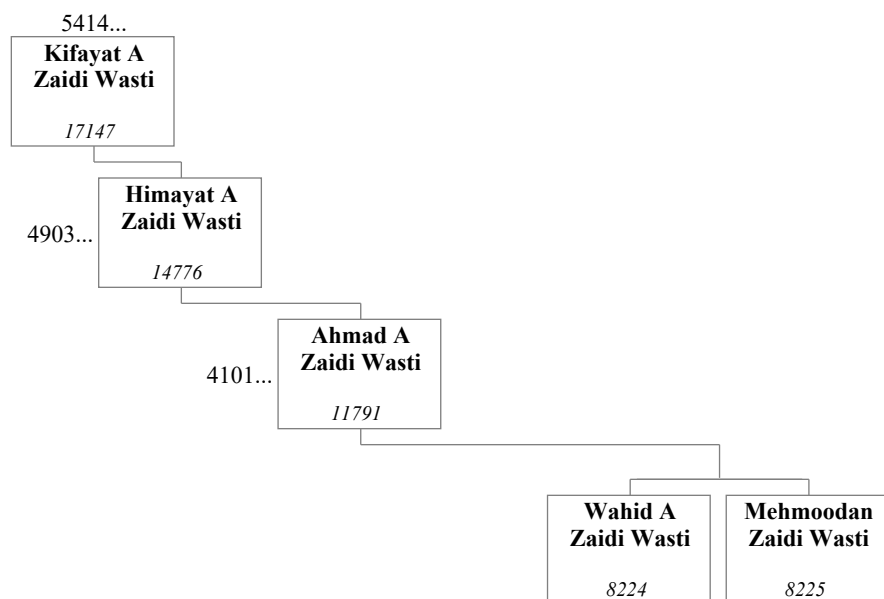 5414...
Kifayat A
Zaidi Wasti
17147
Himayat A
Zaidi Wasti
4903...
14776
Ahmad A
Zaidi Wasti
4101...
11791
Wahid A
Zaidi Wasti
8224
Mehmoodan
Zaidi Wasti
8225